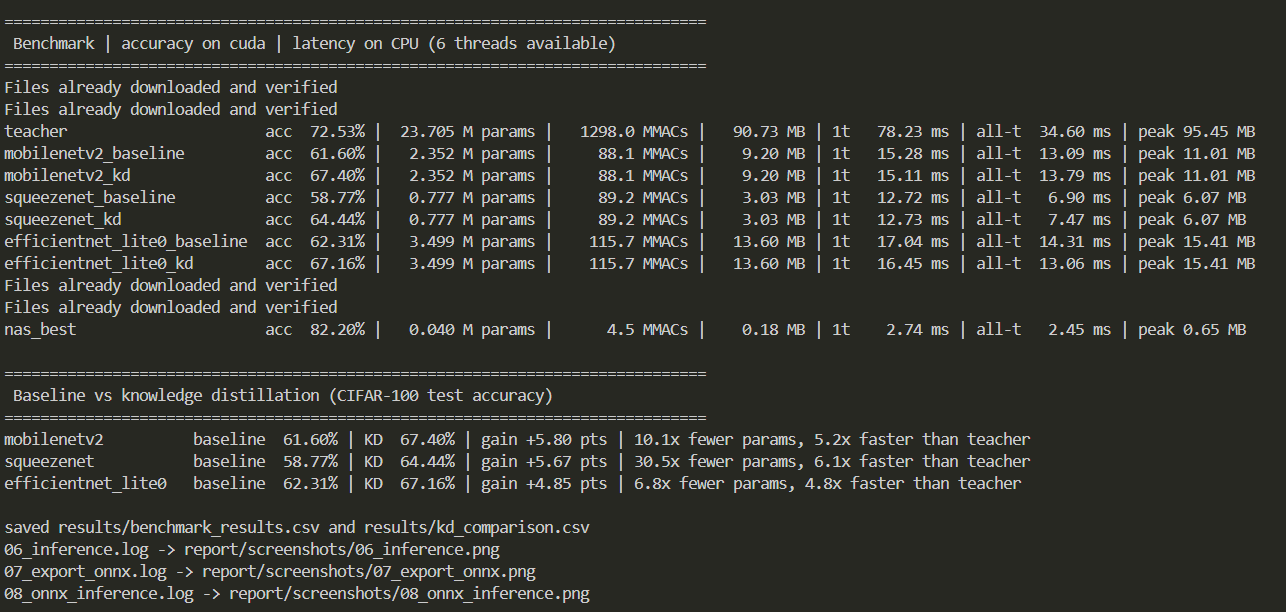 ==============================================================================
 Benchmark | accuracy on cuda | latency on CPU (6 threads available)
==============================================================================
Files already downloaded and verified
Files already downloaded and verified
teacher                      acc  72.53% |  23.705 M params |   1298.0 MMACs |   90.73 MB | 1t   78.23 ms | all-t  34.60 ms | peak 95.45 MB
mobilenetv2_baseline         acc  61.60% |   2.352 M params |     88.1 MMACs |    9.20 MB | 1t   15.28 ms | all-t  13.09 ms | peak 11.01 MB
mobilenetv2_kd               acc  67.40% |   2.352 M params |     88.1 MMACs |    9.20 MB | 1t   15.11 ms | all-t  13.79 ms | peak 11.01 MB
squeezenet_baseline          acc  58.77% |   0.777 M params |     89.2 MMACs |    3.03 MB | 1t   12.72 ms | all-t   6.90 ms | peak 6.07 MB
squeezenet_kd                acc  64.44% |   0.777 M params |     89.2 MMACs |    3.03 MB | 1t   12.73 ms | all-t   7.47 ms | peak 6.07 MB
efficientnet_lite0_baseline  acc  62.31% |   3.499 M params |    115.7 MMACs |   13.60 MB | 1t   17.04 ms | all-t  14.31 ms | peak 15.41 MB
efficientnet_lite0_kd        acc  67.16% |   3.499 M params |    115.7 MMACs |   13.60 MB | 1t   16.45 ms | all-t  13.06 ms | peak 15.41 MB
Files already downloaded and verified
Files already downloaded and verified
nas_best                     acc  82.20% |   0.040 M params |      4.5 MMACs |    0.18 MB | 1t    2.74 ms | all-t   2.45 ms | peak 0.65 MB
==============================================================================
 Baseline vs knowledge distillation (CIFAR-100 test accuracy)
==============================================================================
mobilenetv2          baseline  61.60% | KD  67.40% | gain +5.80 pts | 10.1x fewer params, 5.2x faster than teacher
squeezenet           baseline  58.77% | KD  64.44% | gain +5.67 pts | 30.5x fewer params, 6.1x faster than teacher
efficientnet_lite0   baseline  62.31% | KD  67.16% | gain +4.85 pts | 6.8x fewer params, 4.8x faster than teacher
saved results/benchmark_results.csv and results/kd_comparison.csv
06_inference.log -> report/screenshots/06_inference.png
07_export_onnx.log -> report/screenshots/07_export_onnx.png
08_onnx_inference.log -> report/screenshots/08_onnx_inference.png